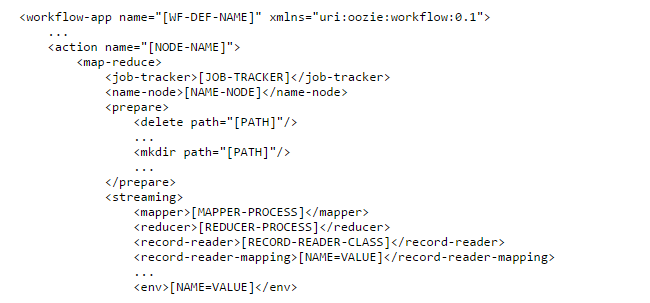 <workflow-app name="[WF-DEF-NAME]" xmlns="uri:oozie:workflow:0.1">
...
<action name="[NODE-NAME]">
<map-reduce>
<job-tracker>[JOB-TRACKER]</job-tracker>
<name-node>[NAME-NODE]</name-node>
<prepare>
<delete path="[PATH]"/>
...
<mkdir path="[PATH]"/>
...
</prepare>
<streaming>
<mapper>[MAPPER-PROCESS]</mapper>
<reducer>[REDUCER-PROCESS]</reducer>
<record-reader>[RECORD-READER-CLASS]</record-reader>
<record-reader-mapping>[NAME=VALUE]</record-reader-mapping>
...
<env>[NAME=VALUE]</env>